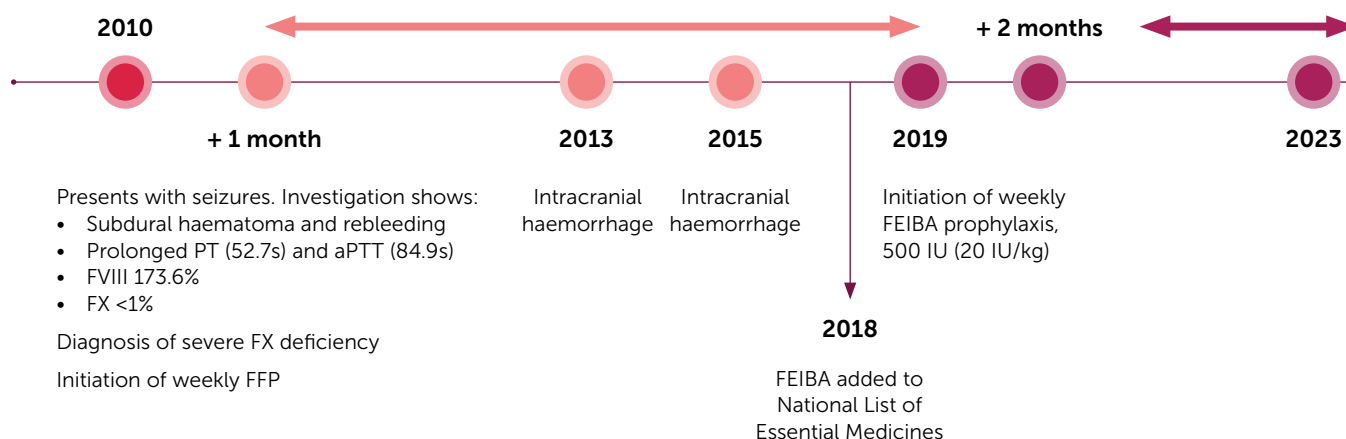 2010
+ 2 months
+ 1 month
2013
2015
2019
2023
Presents with seizures. Investigation shows:
• Subdural haematoma and rebleeding
• Prolonged PT (52.7s) and aPTT (84.9s)
• FVIII 173.6%
• FX <1%
Diagnosis of severe FX deficiency
Initiation of weekly FFP
Intracranial
haemorrhage
Intracranial
haemorrhage
Initiation of weekly
FEIBA prophylaxis,
500 IU (20 IU/kg)
2018
FEIBA added to
National List of
Essential Medicines